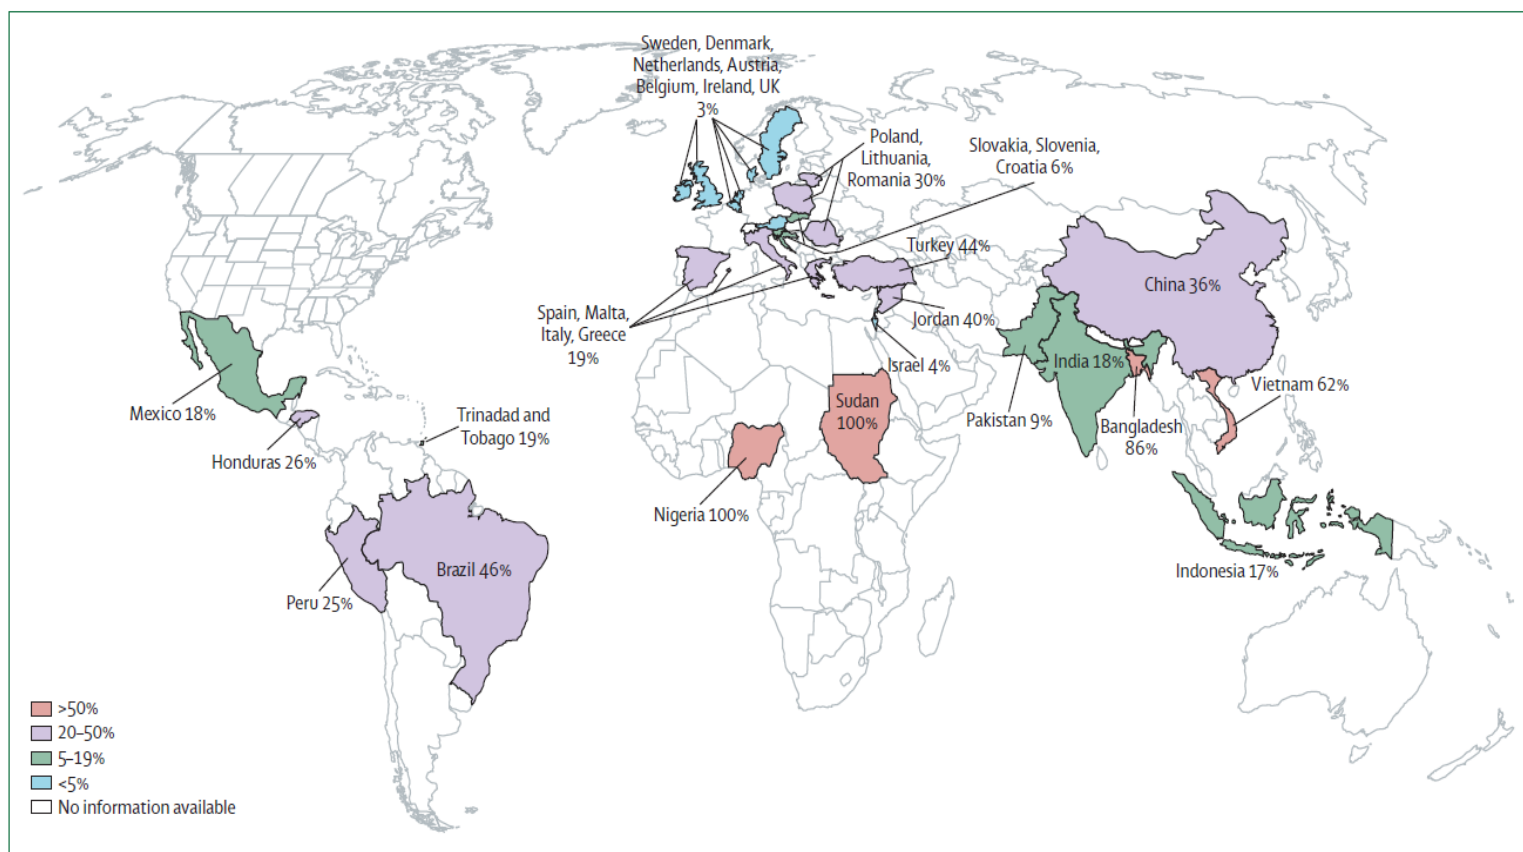 Sweden, Denmark,
Netherlands, Austria,
Belgium, Ireland, UK
3%
Poland,
Lithuania,
Romania 30%
Slovakia, Slovenia,
Croatia 6%
Turkey 44%
China 36%
Spain, Malta,
Italy, Greece
19%
Jordan 40%
Israel 4%
India 18%
Vietnam 62%
Mexico 18%
Trinidad and
Tobago 19%
Sudan
100%
Pakistan 9%
Bangladesh
86%
Honduras 26%
Nigeria 100%
Brazil 46%
Indonesia 17%
Peru 25%
>50%
20–50%
5–19%
<5%
No information available